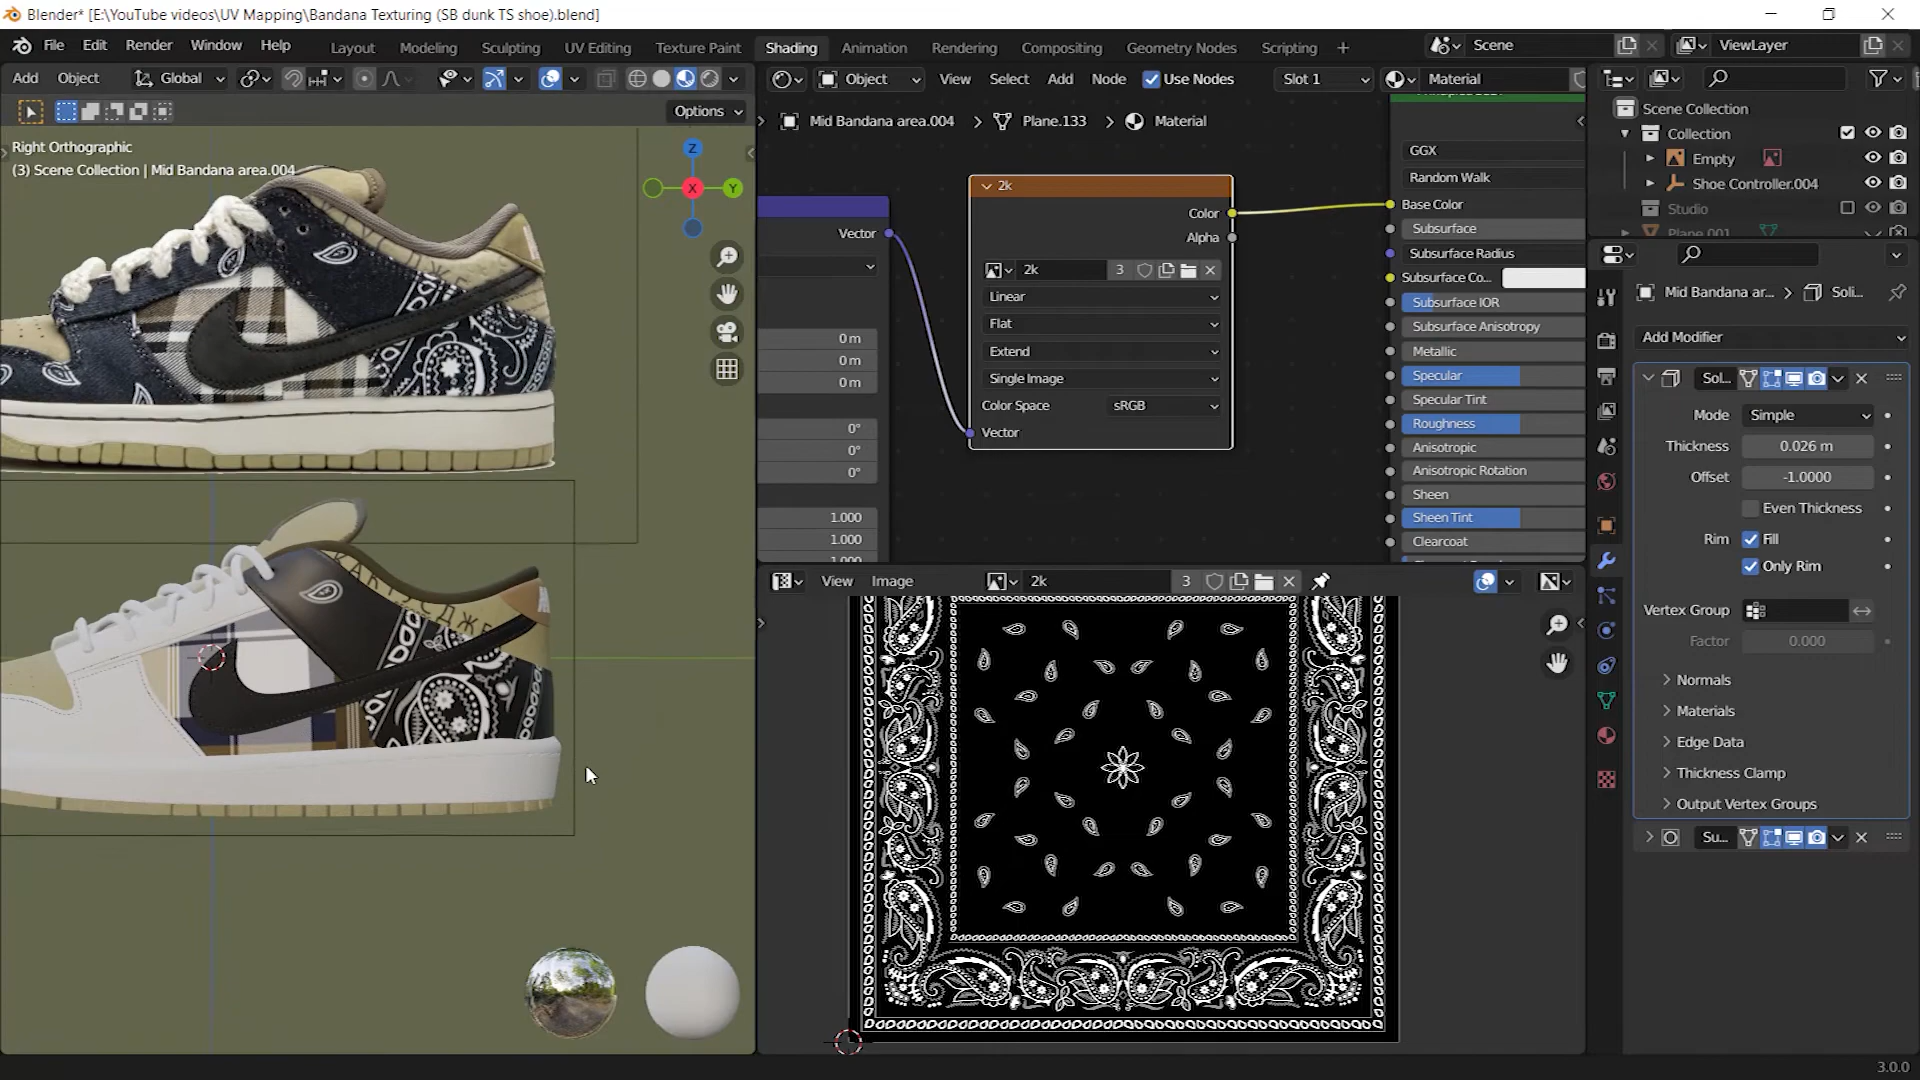 Blender* [E:\YouTube videos\UV Mapping\Bandana Texturing (SB dunk TS shoe).blend]
File Edit Render Window Help
Layout Modeling Sculpting UV Editing Texture Paint Shading Animation Rendering Compositing Geometry Nodes Scripting +
Scene
ViewLayer
Add Object Global
Object View Select Add Node Use Nodes Slot 1 Material
Options
Right Orthographic
(3) Scene Collection | Mid Bandana area.004
Z
X
Y
Mid Bandana area.004 > Plane.133 > Material
Vector
0 m
0 m
0 m
0°
0°
0°
1.000
1.000
1.000
2k
Color
Alpha
2k 3
Linear
Flat
Extend
Single Image
Color Space sRGB
Vector
GGX
Random Walk
Base Color
Subsurface
Subsurface Radius
Subsurface Co...
Subsurface IOR
Subsurface Anisotropy
Metallic
Specular
Specular Tint
Roughness
Anisotropic
Anisotropic Rotation
Sheen
Sheen Tint
Clearcoat
View Image 2k 3
Scene Collection
Collection
Empty
Shoe Controller.004
Studio
Plane.001
Mid Bandana ar... > Soli...
Add Modifier
Sol...
Mode Simple
Thickness 0.026 m
Offset -1.0000
Even Thickness
Rim Fill
Only Rim
Vertex Group
Factor 0.000
Normals
Materials
Edge Data
Thickness Clamp
Output Vertex Groups
Su...
3.0.0